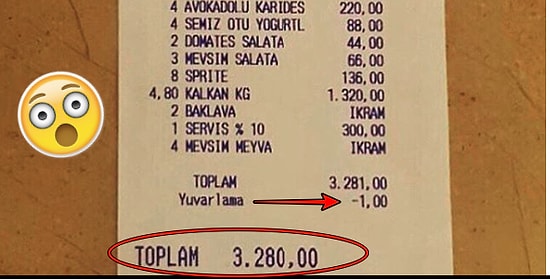 4 AVOKADOLU KARIDES 220,00
4 SEMIZ OTU YOGURTL 88,00
2 DOMATES SALATA 44,00
3 MEVSIM SALATA 66,00
8 SPRITE 136,00
4,80 KALKAN KG 1.320,00
2 BAKLAVA IKRAM
1 SERVIS % 10 300,00
4 MEVSIM MEYVA IKRAM
TOPLAM 3.281,00
Yuvarlama -1,00
TOPLAM 3.280,00